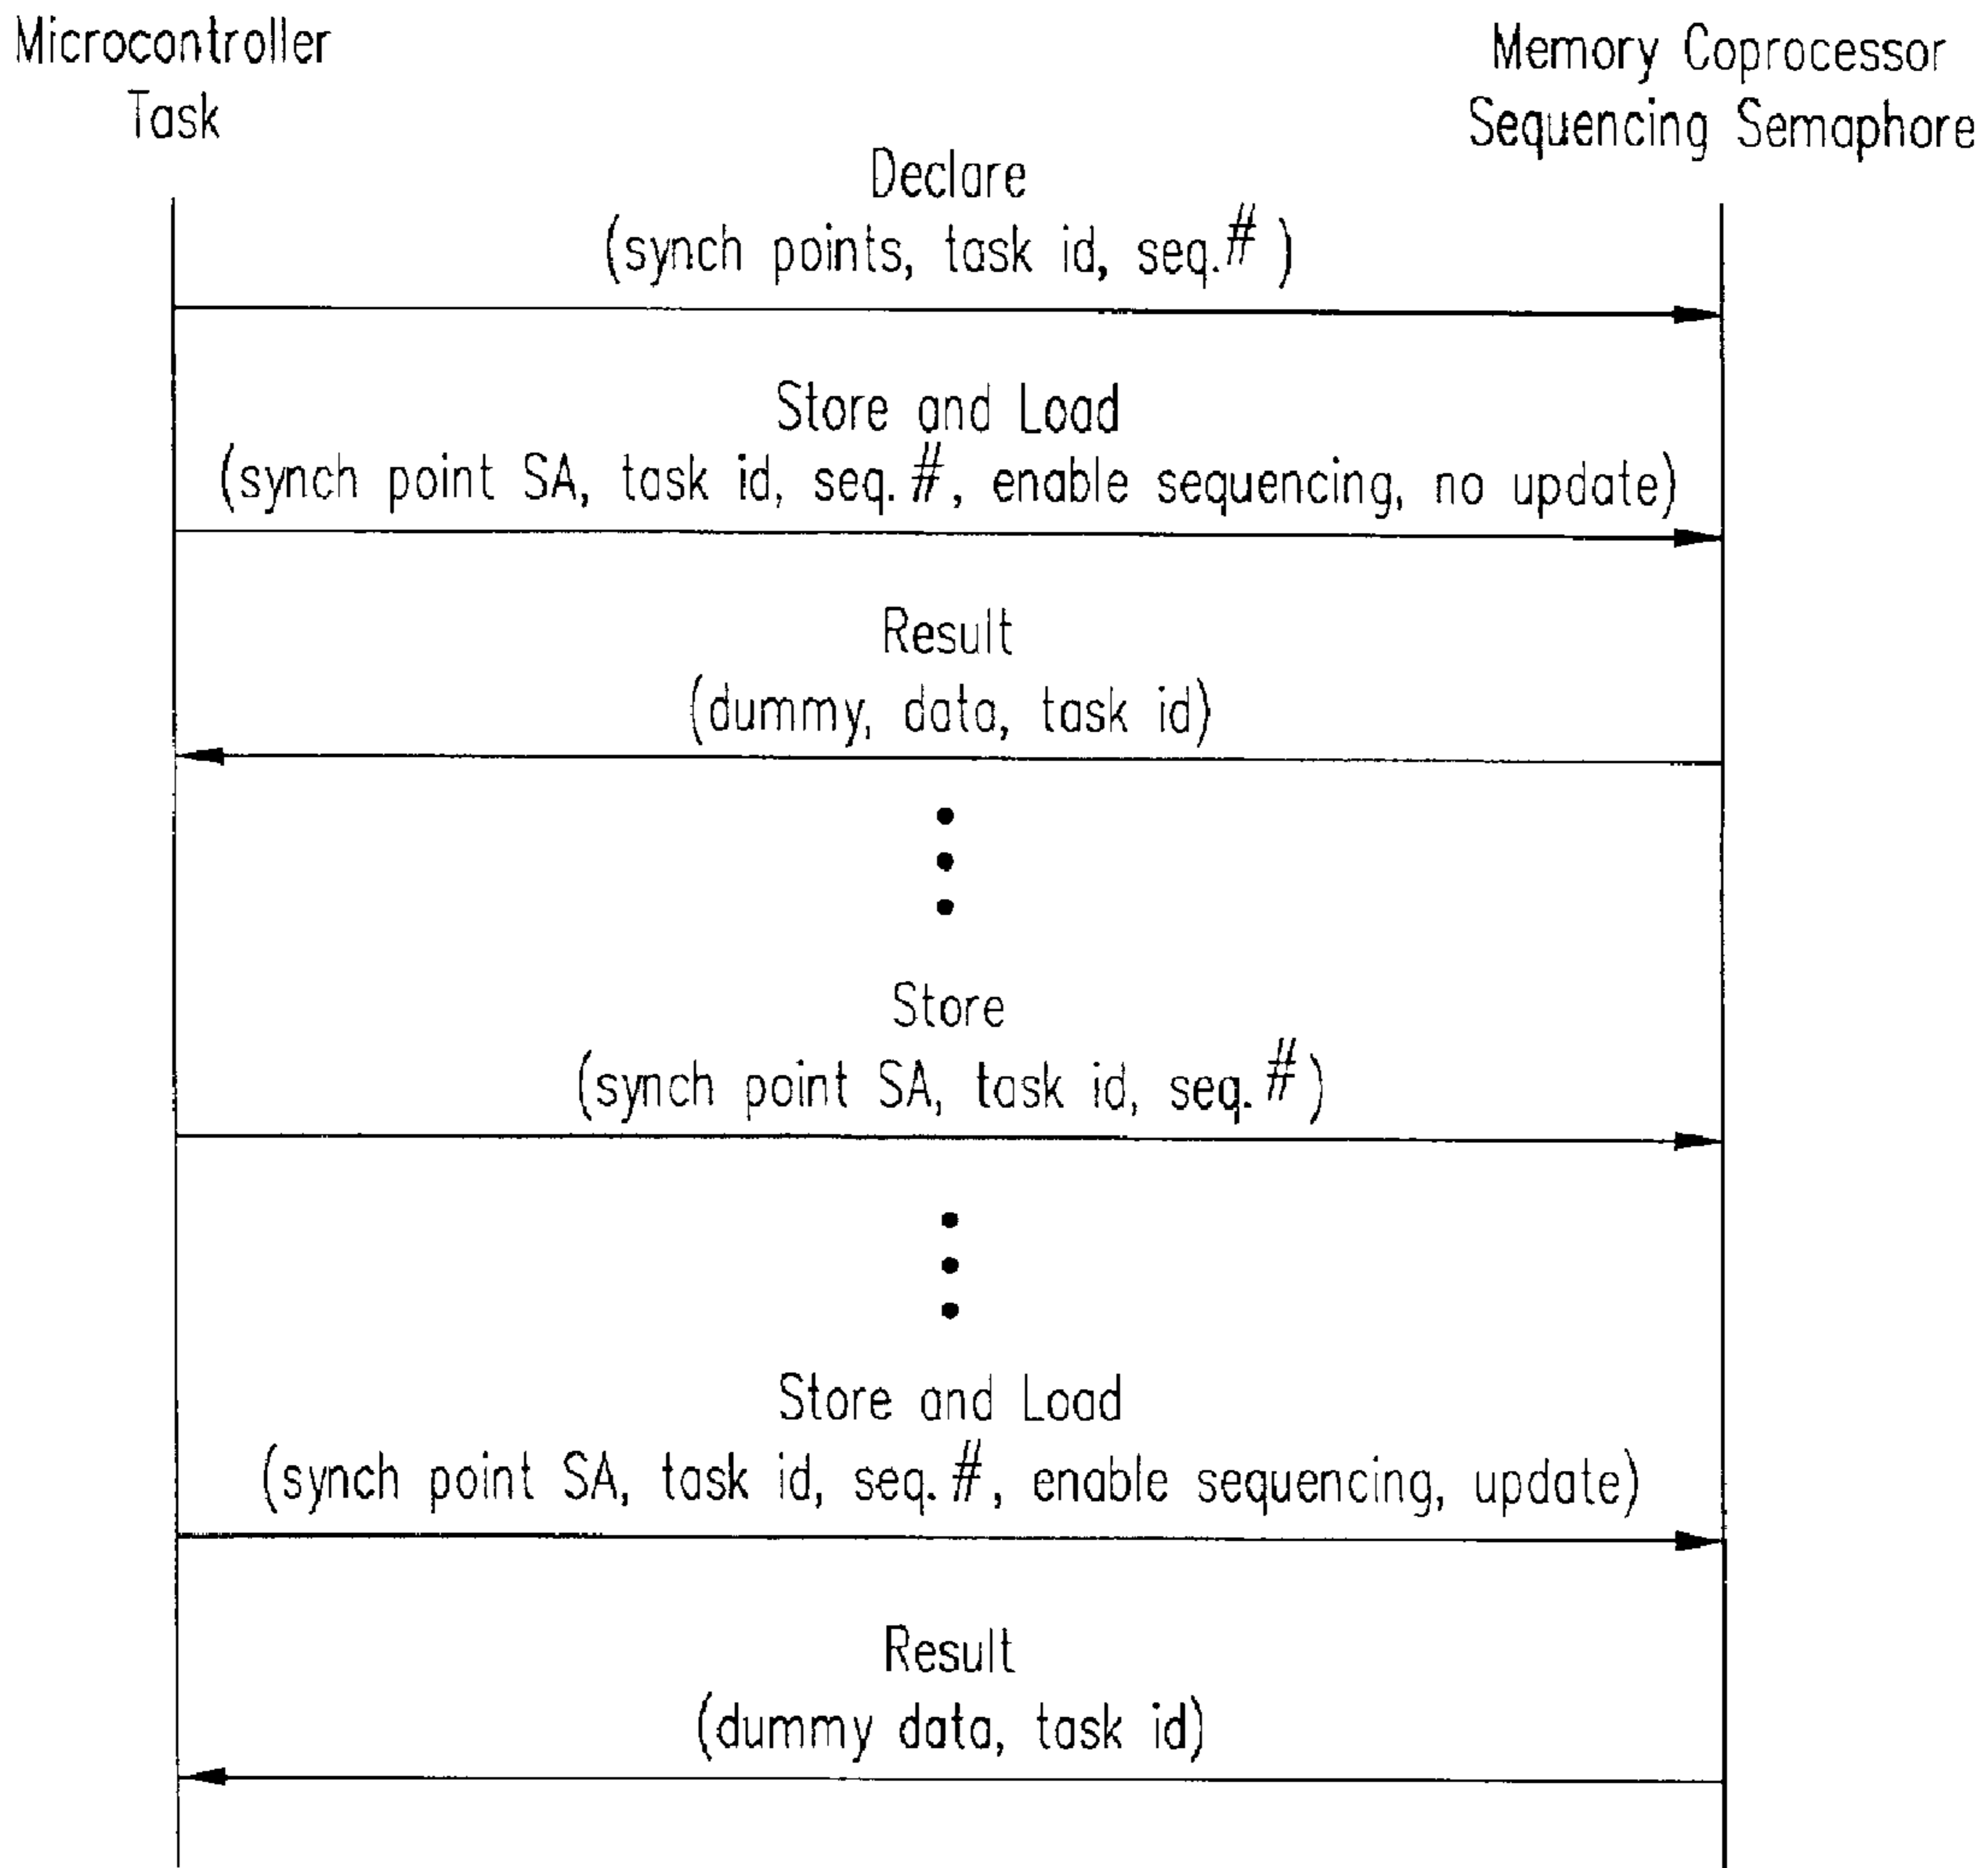 Microcontroller
Task
Memory Coprocessor
Sequencing Semaphore
Declare
(synch points, task id, seq.#)
Store and Load
(synch point SA, task id, seq.#, enable sequencing, no update)
Result
(dummy, data, task id)
Store
(synch point SA, task id, seq.#)
Store and Load
(synch point SA, task id, seq.#, enable sequencing, update)
Result
(dummy data, task id)